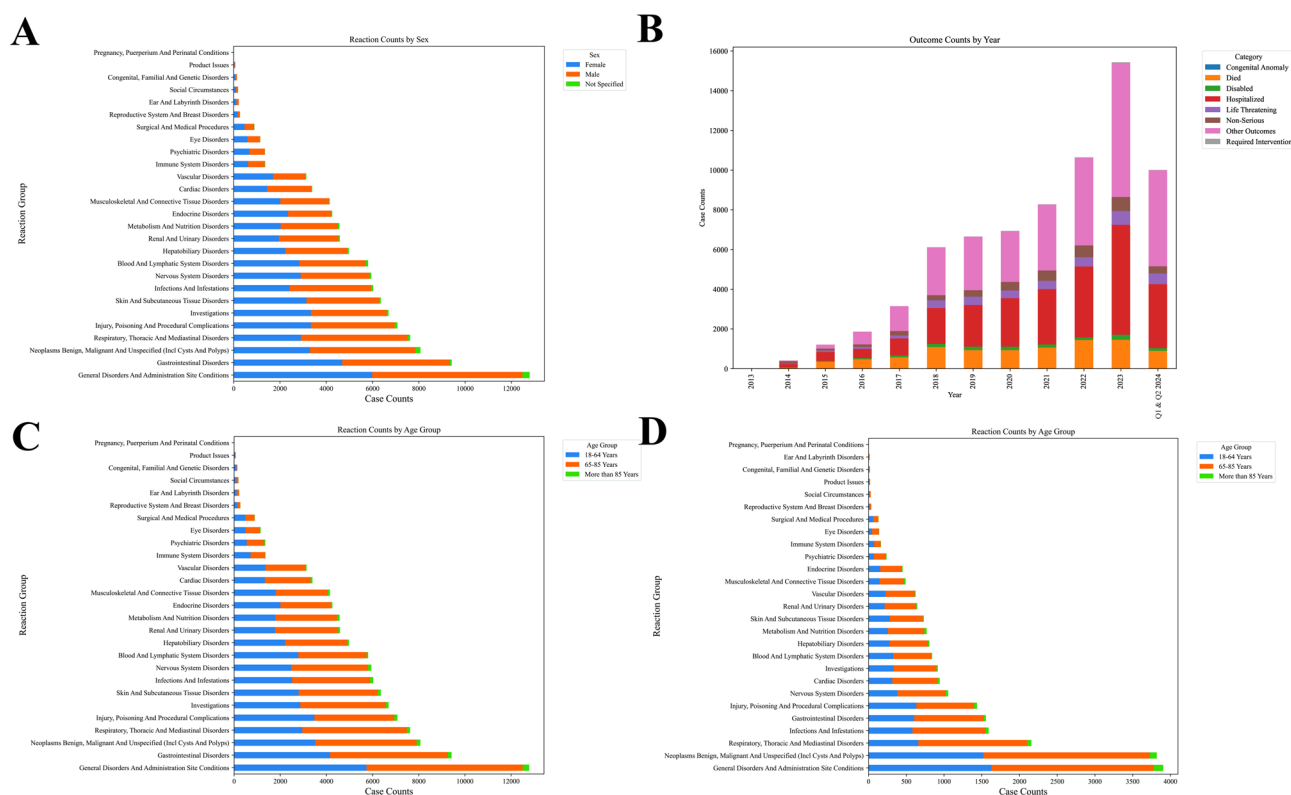 A
Reaction Counts by Sex
Reaction Group
Pregnancy, Puerperium And Perinatal Conditions
Product Issues
Congenital, Familial And Genetic Disorders
Social Circumstances
Ear And Labyrinth Disorders
Reproductive System And Breast Disorders
Surgical And Medical Procedures
Eye Disorders
Psychiatric Disorders
Immune System Disorders
Vascular Disorders
Cardiac Disorders
Musculoskeletal And Connective Tissue Disorders
Endocrine Disorders
Metabolism And Nutrition Disorders
Renal And Urinary Disorders
Hepatobiliary Disorders
Blood And Lymphatic System Disorders
Nervous System Disorders
Infections And Infestations
Skin And Subcutaneous Tissue Disorders
Investigations
Injury, Poisoning And Procedural Complications
Respiratory, Thoracic And Mediastinal Disorders
Neoplasms Benign, Malignant And Unspecified (Incl Cysts And Polyps)
Gastrointestinal Disorders
General Disorders And Administration Site Conditions
Sex
Female
Male
Not Specified
0 2000 4000 6000 8000 10000 12000
Case Counts
B
Outcome Counts by Year
Case Counts
16000
14000
12000
10000
8000
6000
4000
2000
0
2013 2014 2015 2016 2017 2018 2019 2020 2021 2022 2023 Q1 & Q2 2024
Year
Category
Congenital Anomaly
Died
Disabled
Hospitalized
Life Threatening
Non-Serious
Other Outcomes
Required Intervention
C
Reaction Counts by Age Group
Reaction Group
Pregnancy, Puerperium And Perinatal Conditions
Product Issues
Congenital, Familial And Genetic Disorders
Social Circumstances
Ear And Labyrinth Disorders
Reproductive System And Breast Disorders
Surgical And Medical Procedures
Eye Disorders
Psychiatric Disorders
Immune System Disorders
Vascular Disorders
Cardiac Disorders
Musculoskeletal And Connective Tissue Disorders
Endocrine Disorders
Metabolism And Nutrition Disorders
Renal And Urinary Disorders
Hepatobiliary Disorders
Blood And Lymphatic System Disorders
Nervous System Disorders
Infections And Infestations
Skin And Subcutaneous Tissue Disorders
Investigations
Injury, Poisoning And Procedural Complications
Respiratory, Thoracic And Mediastinal Disorders
Neoplasms Benign, Malignant And Unspecified (Incl Cysts And Polyps)
Gastrointestinal Disorders
General Disorders And Administration Site Conditions
Age Group
18-64 Years
65-85 Years
More than 85 Years
0 2000 4000 6000 8000 10000 12000
Case Counts
D
Reaction Counts by Age Group
Reaction Group
Pregnancy, Puerperium And Perinatal Conditions
Ear And Labyrinth Disorders
Congenital, Familial And Genetic Disorders
Product Issues
Social Circumstances
Reproductive System And Breast Disorders
Surgical And Medical Procedures
Eye Disorders
Immune System Disorders
Psychiatric Disorders
Endocrine Disorders
Musculoskeletal And Connective Tissue Disorders
Vascular Disorders
Renal And Urinary Disorders
Skin And Subcutaneous Tissue Disorders
Metabolism And Nutrition Disorders
Hepatobiliary Disorders
Blood And Lymphatic System Disorders
Investigations
Cardiac Disorders
Nervous System Disorders
Injury, Poisoning And Procedural Complications
Gastrointestinal Disorders
Infections And Infestations
Respiratory, Thoracic And Mediastinal Disorders
Neoplasms Benign, Malignant And Unspecified (Incl Cysts And Polyps)
General Disorders And Administration Site Conditions
Age Group
18-64 Years
65-85 Years
More than 85 Years
0 500 1000 1500 2000 2500 3000 3500 4000
Case Counts